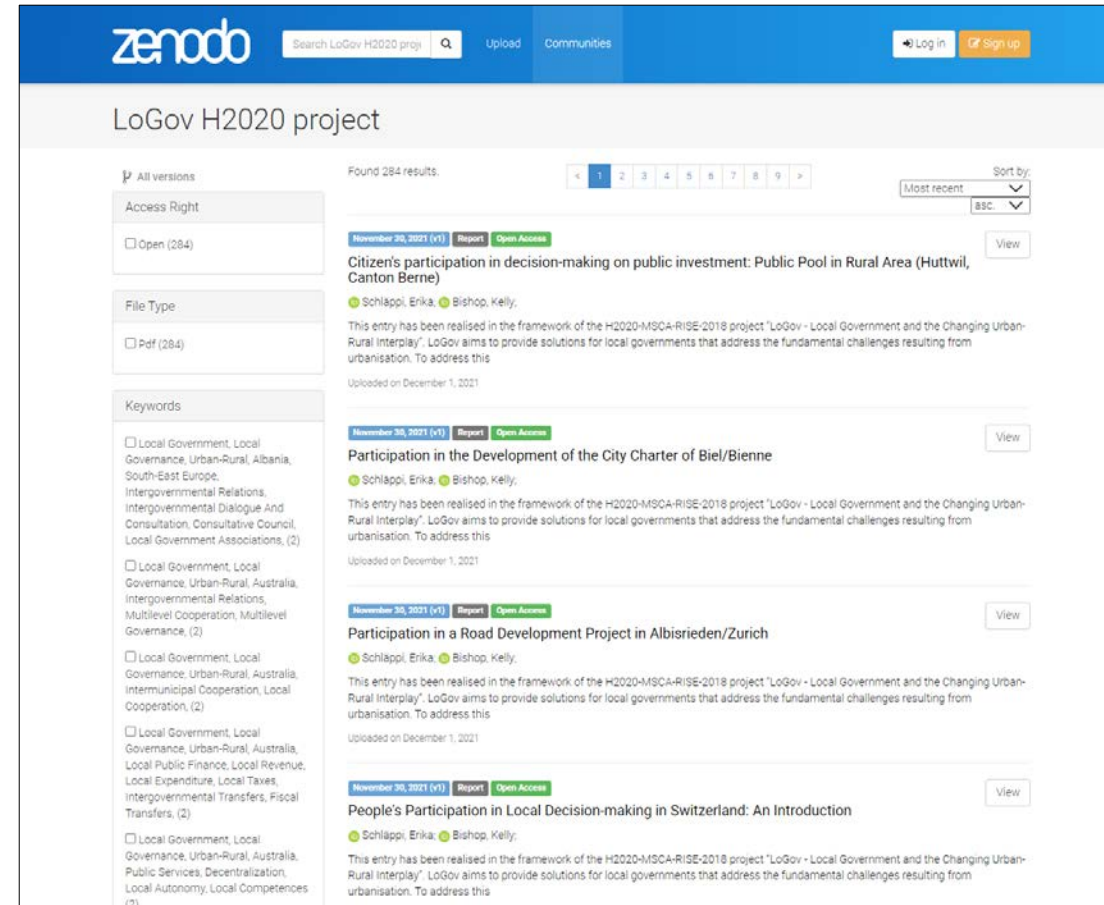 zenodo
Search LoGov H2020 proj
Upload
Communities
Log in
Sign up
LoGov H2020 project
All versions
Access Right
Open (284)
File Type
Pdf (284)
Keywords
Local Government, Local
Governance, Urban-Rural, Albania,
South-East Europe,
Intergovernmental Relations,
Intergovernmental Dialogue And
Consultation, Consultative Council,
Local Government Associations, (2)
Local Government, Local
Governance, Urban-Rural, Australia,
Intergovernmental Relations,
Multilevel Cooperation, Multilevel
Governance, (2)
Local Government, Local
Governance, Urban-Rural, Australia,
Intermunicipal Cooperation, Local
Cooperation, (2)
Local Government, Local
Governance, Urban-Rural, Australia,
Local Public Finance, Local Revenue,
Local Expenditure, Local Taxes,
Intergovernmental Transfers, Fiscal
Transfers, (2)
Local Government, Local
Governance, Urban-Rural, Australia,
Public Services, Decentralization,
Local Autonomy, Local Competences
(2)
Found 284 results.
< 1 2 3 4 5 6 7 8 9 >
Sort by:
Most recent
asc.
November 30, 2021 (v1) Report Open Access
View
Citizen's participation in decision-making on public investment: Public Pool in Rural Area (Huttwil,
Canton Berne)
Schläppi, Erika; Bishop, Kelly;
This entry has been realised in the framework of the H2020-MSCA-RISE-2018 project "LoGov - Local Government and the Changing Urban-
Rural Interplay". LoGov aims to provide solutions for local governments that address the fundamental challenges resulting from
urbanisation. To address this
Uploaded on December 1, 2021
November 30, 2021 (v1) Report Open Access
View
Participation in the Development of the City Charter of Biel/Bienne
Schläppi, Erika; Bishop, Kelly;
This entry has been realised in the framework of the H2020-MSCA-RISE-2018 project "LoGov - Local Government and the Changing Urban-
Rural Interplay". LoGov aims to provide solutions for local governments that address the fundamental challenges resulting from
urbanisation. To address this
Uploaded on December 1, 2021
November 30, 2021 (v1) Report Open Access
View
Participation in a Road Development Project in Albisrieden/Zurich
Schläppi, Erika; Bishop, Kelly;
This entry has been realised in the framework of the H2020-MSCA-RISE-2018 project "LoGov - Local Government and the Changing Urban-
Rural Interplay". LoGov aims to provide solutions for local governments that address the fundamental challenges resulting from
urbanisation. To address this
Uploaded on December 1, 2021
November 30, 2021 (v1) Report Open Access
View
People's Participation in Local Decision-making in Switzerland: An Introduction
Schläppi, Erika; Bishop, Kelly;
This entry has been realised in the framework of the H2020-MSCA-RISE-2018 project "LoGov - Local Government and the Changing Urban-
Rural Interplay". LoGov aims to provide solutions for local governments that address the fundamental challenges resulting from
urbanisation. To address this